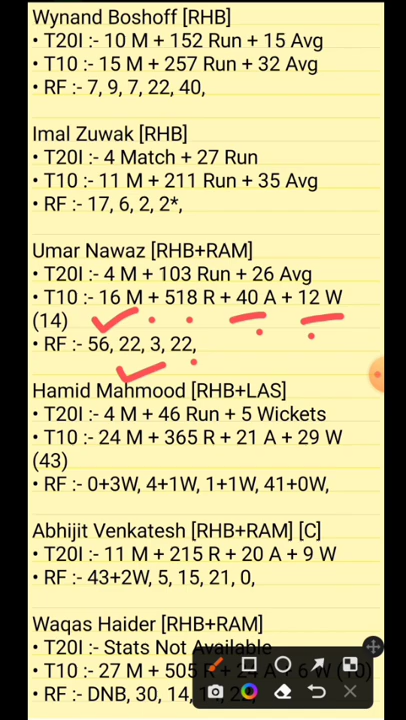 Wynand Boshoff [RHB]
• T20I :- 10 M + 152 Run + 15 Avg
• T10 :- 15 M + 257 Run + 32 Avg
• RF :- 7, 9, 7, 22, 40,
Imal Zuwak [RHB]
• T20I :- 4 Match + 27 Run
• T10 :- 11 M + 211 Run + 35 Avg
• RF :- 17, 6, 2, 2*,
Umar Nawaz [RHB+RAM]
• T20I :- 4 M + 103 Run + 26 Avg
• T10 :- 16 M + 518 R + 40 A + 12 W
(14)
• RF :- 56, 22, 3, 22,
Hamid Mahmood [RHB+LAS]
• T20I :- 4 M + 46 Run + 5 Wickets
• T10 :- 24 M + 365 R + 21 A + 29 W
(43)
• RF :- 0+3W, 4+1W, 1+1W, 41+0W,
Abhijit Venkatesh [RHB+RAM] [C]
• T20I :- 11 M + 215 R + 20 A + 9 W
• RF :- 43+2W, 5, 15, 21, 0,
Waqas Haider [RHB+RAM]
• T20I :- Stats Not Available
• T10 :- 27 M + 505 R + 24 A + 6 W (10)
• RF :- DNB, 30, 14,